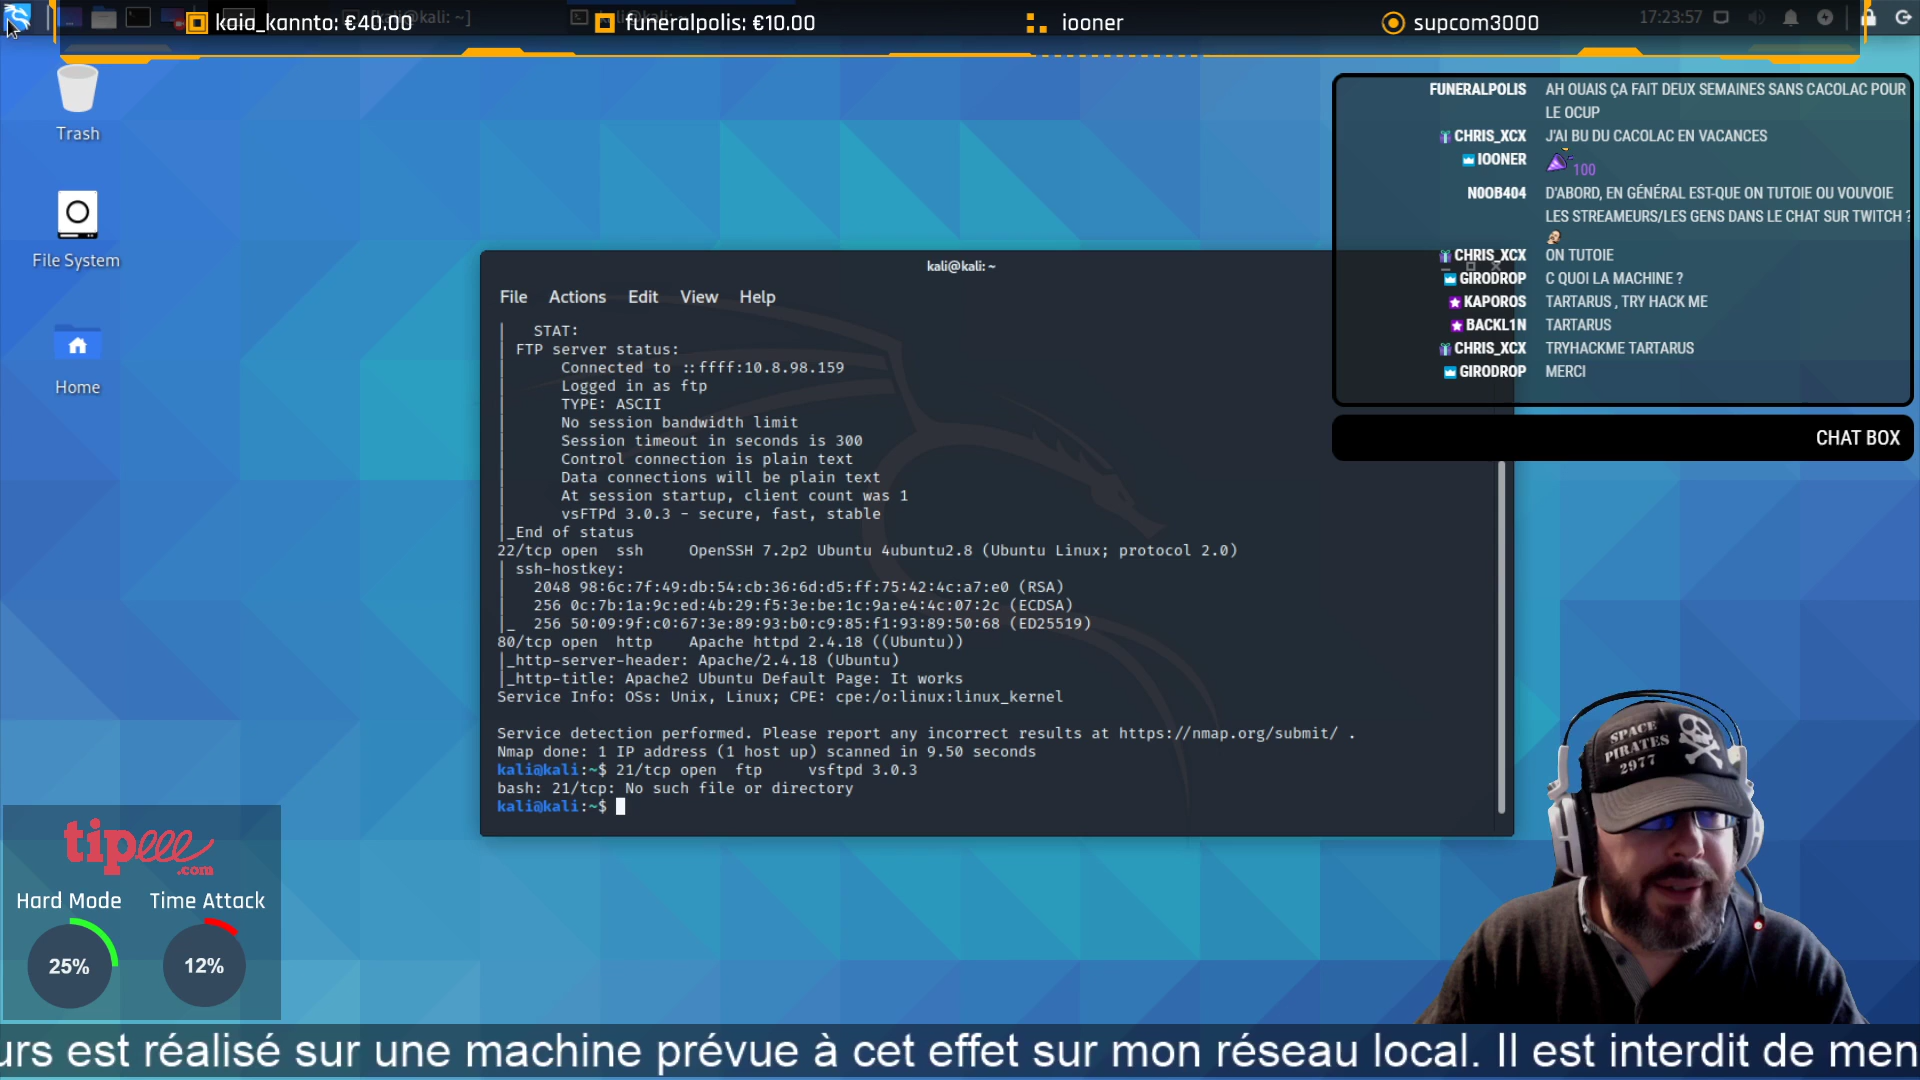 kaia_kannto: €40.00
funeralpolis: €10.00
iooner
supcom3000
17:23:57
Trash
File System
Home
FUNERALPOLIS AH OUAIS ÇA FAIT DEUX SEMAINES SANS CACOLAC POUR
LE OCUP
CHRIS_XCX J'AI BU DU CACOLAC EN VACANCES
IOONER 100
N00B404 D'ABORD, EN GÉNÉRAL EST-QUE ON TUTOIE OU VOUVOIE
LES STREAMEURS/LES GENS DANS LE CHAT SUR TWITCH ?
CHRIS_XCX ON TUTOIE
GIRODROP C QUOI LA MACHINE ?
KAPOROS TARTARUS , TRY HACK ME
BACKL1N TARTARUS
CHRIS_XCX TRYHACKME TARTARUS
GIRODROP MERCI
CHAT BOX
kali@kali: ~
File Actions Edit View Help
|   STAT:
| FTP server status:
|      Connected to ::ffff:10.8.98.159
|      Logged in as ftp
|      TYPE: ASCII
|      No session bandwidth limit
|      Session timeout in seconds is 300
|      Control connection is plain text
|      Data connections will be plain text
|      At session startup, client count was 1
|      vsFTPd 3.0.3 - secure, fast, stable
|_End of status
22/tcp open  ssh     OpenSSH 7.2p2 Ubuntu 4ubuntu2.8 (Ubuntu Linux; protocol 2.0)
| ssh-hostkey:
|   2048 98:6c:7f:49:db:54:cb:36:6d:d5:ff:75:42:4c:a7:e0 (RSA)
|   256 0c:7b:1a:9c:ed:4b:29:f5:3e:be:1c:9a:e4:4c:07:2c (ECDSA)
|_  256 50:09:9f:c0:67:3e:89:93:b0:c9:85:f1:93:89:50:68 (ED25519)
80/tcp open  http    Apache httpd 2.4.18 ((Ubuntu))
|_http-server-header: Apache/2.4.18 (Ubuntu)
|_http-title: Apache2 Ubuntu Default Page: It works
Service Info: OSs: Unix, Linux; CPE: cpe:/o:linux:linux_kernel
Service detection performed. Please report any incorrect results at https://nmap.org/submit/ .
Nmap done: 1 IP address (1 host up) scanned in 9.50 seconds
kali@kali:~$ 21/tcp open  ftp     vsftpd 3.0.3
bash: 21/tcp: No such file or directory
kali@kali:~$
SPACE
PIRATES
2977
tipeee
.com
Hard Mode Time Attack
25% 12%
urs est réalisé sur une machine prévue à cet effet sur mon réseau local. Il est interdit de men